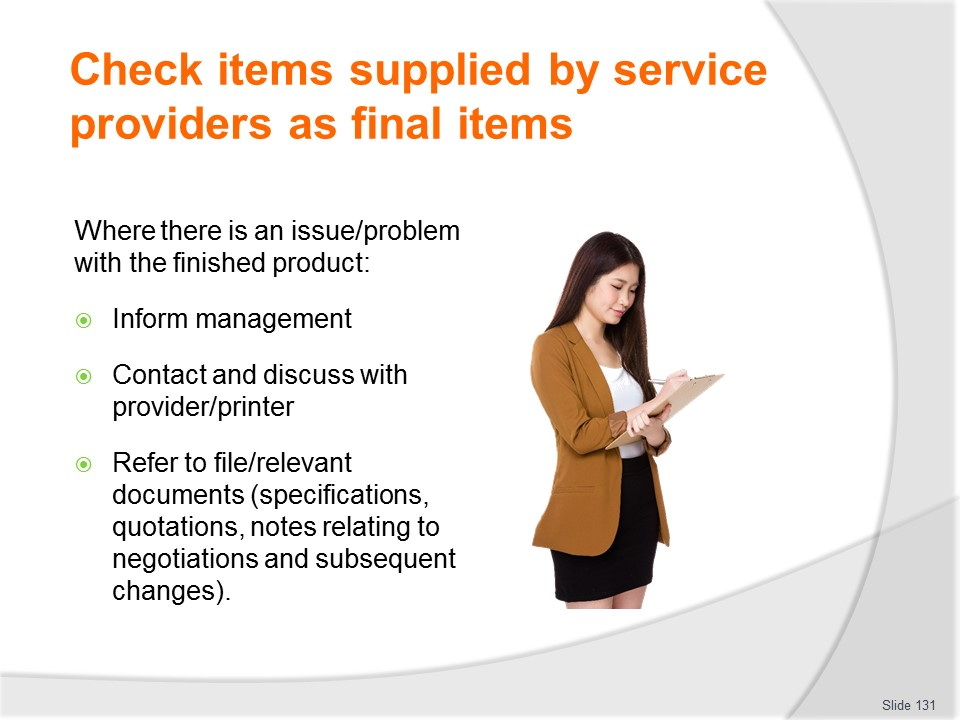 Check items supplied by service
providers as final items
Where there is an issue/problem
with the finished product:
Inform management
Contact and discuss with
provider/printer
Refer to file/relevant
documents (specifications,
quotations, notes relating to
negotiations and subsequent
changes).
Slide 131